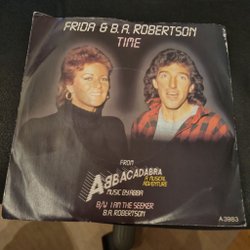 FRIDA & B.A. ROBERTSON
TIME
FROM
ABBACADABRA
A MUSICAL
ADVENTURE
MUSIC BY ABBA
B/W I AM THE SEEKER
B.A. ROBERTSON
A3983